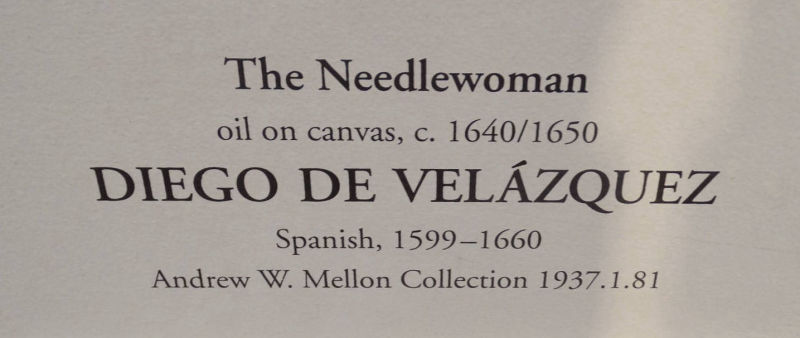 The Needlewoman
oil on canvas, c. 1640/1650
DIEGO DE VELÁZQUEZ
Spanish, 1599–1660
Andrew W. Mellon Collection 1937.1.81